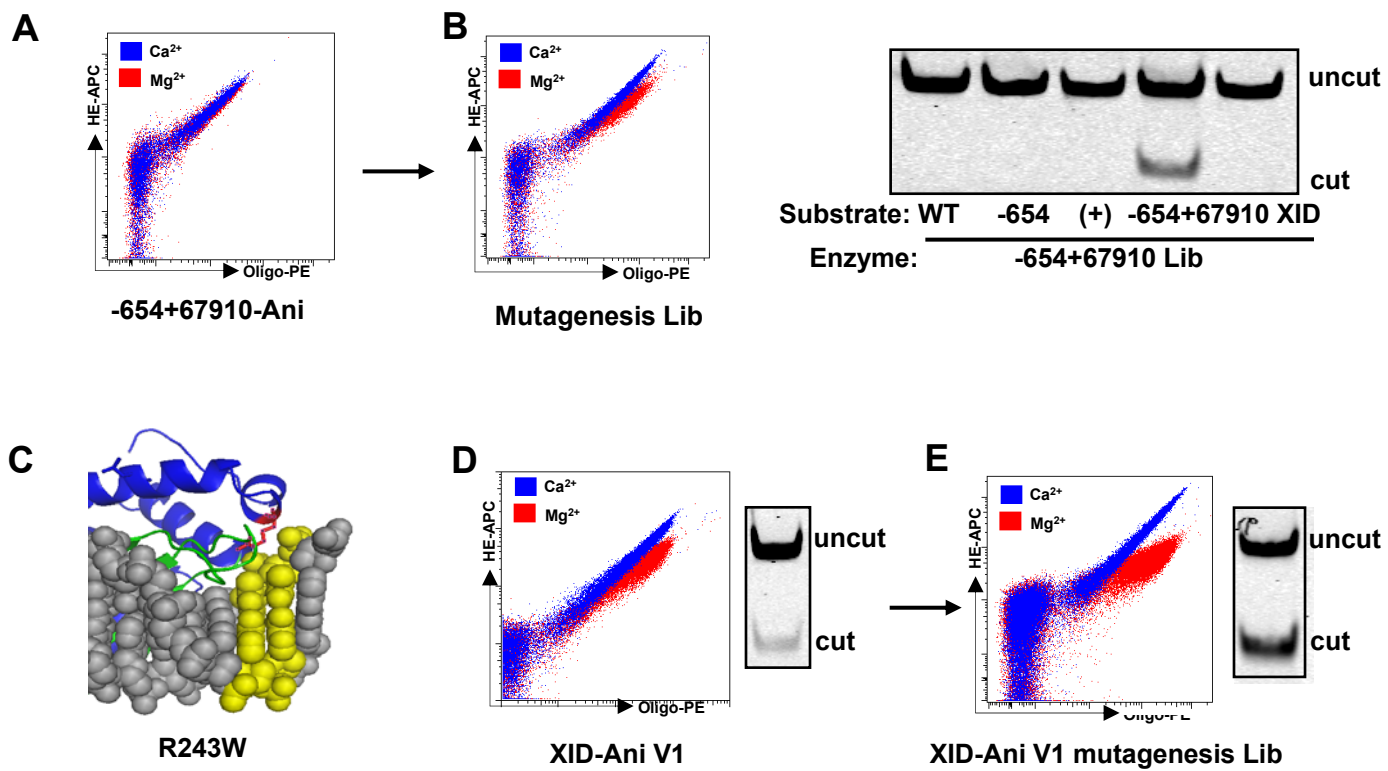 A
Ca2+
Mg2+
HE-APC
Oligo-PE
-654+67910-Ani
B
Ca2+
Mg2+
HE-APC
Oligo-PE
Mutagenesis Lib
uncut
cut
Substrate: WT -654 (+) -654+67910 XID
Enzyme: -654+67910 Lib
C
R243W
D
Ca2+
Mg2+
HE-APC
Oligo-PE
uncut
cut
XID-Ani V1
E
Ca2+
Mg2+
HE-APC
Oligo-PE
uncut
cut
XID-Ani V1 mutagenesis Lib